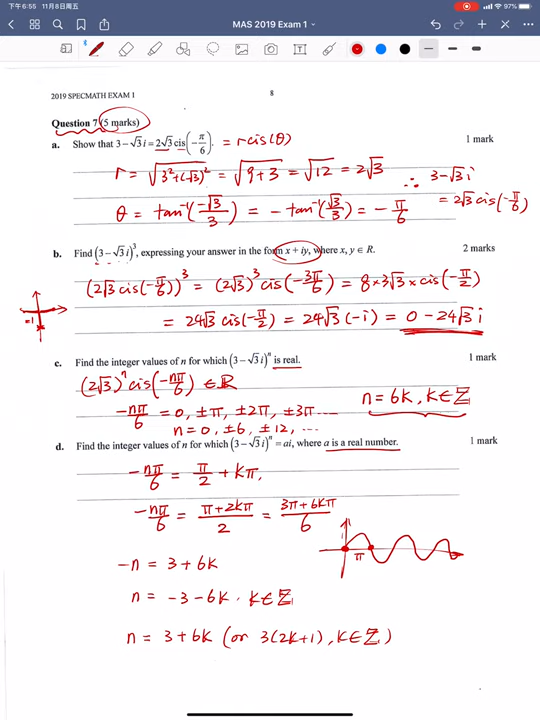 下午6:55 11月8日周五
MAS 2019 Exam 1
8%
2019 SPECMATH EXAM 1
8
Question 7 (5 marks)
a. Show that 3 − √3 i = 2√3 cis(−π/6). = rcis(θ)
1 mark
r = √(3²+(√3)²) = √(9+3) = √12 = 2√3 ∴ 3−√3 i
= 2√3 cis(−π/6)
θ = tan⁻¹(−√3/3) = −tan⁻¹(√3/3) = −π/6
b. Find (3 − √3 i)³, expressing your answer in the form x + iy, where x, y ∈ R.
2 marks
(2√3 cis(−π/6))³ = (2√3)³ cis(−3π/6) = 8×3√3 × cis(−π/2)
−1
= 24√3 cis(−π/2) = 24√3 (−i) = 0 − 24√3 i
c. Find the integer values of n for which (3 − √3 i)ⁿ is real.
1 mark
(2√3)ⁿ cis(−nπ/6) ∈ ℝ
n = 6K, K∈ℤ
−nπ/6 = 0, ±π, ±2π, ±3π ...
n = 0, ±6, ±12, ...
d. Find the integer values of n for which (3 − √3 i)ⁿ = ai, where a is a real number.
1 mark
−nπ/6 = π/2 + Kπ,
−nπ/6 = (π+2Kπ)/2 = (3π+6Kπ)/6
π
−n = 3+6K
n = −3−6K . K∈ℤ
n = 3+6K (or 3(2K+1), K∈ℤ)